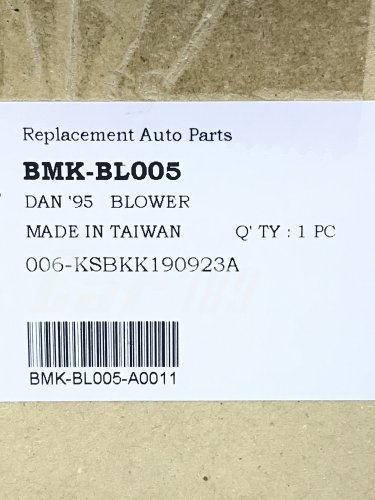 Replacement Auto Parts
BMK-BL005
DAN '95 BLOWER
MADE IN TAIWAN Q' TY : 1 PC
006-KSBKK190923A
BMK-BL005-A0011